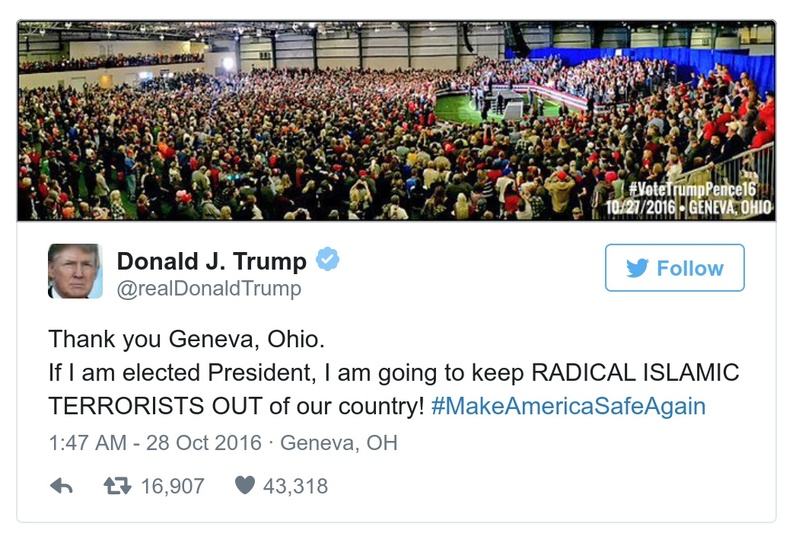 #VoteTrumpPence16
10/27/2016 • GENEVA, OHIO
Donald J. Trump
@realDonaldTrump
Follow
Thank you Geneva, Ohio.
If I am elected President, I am going to keep RADICAL ISLAMIC
TERRORISTS OUT of our country! #MakeAmericaSafeAgain
1:47 AM - 28 Oct 2016 · Geneva, OH
16,907 43,318